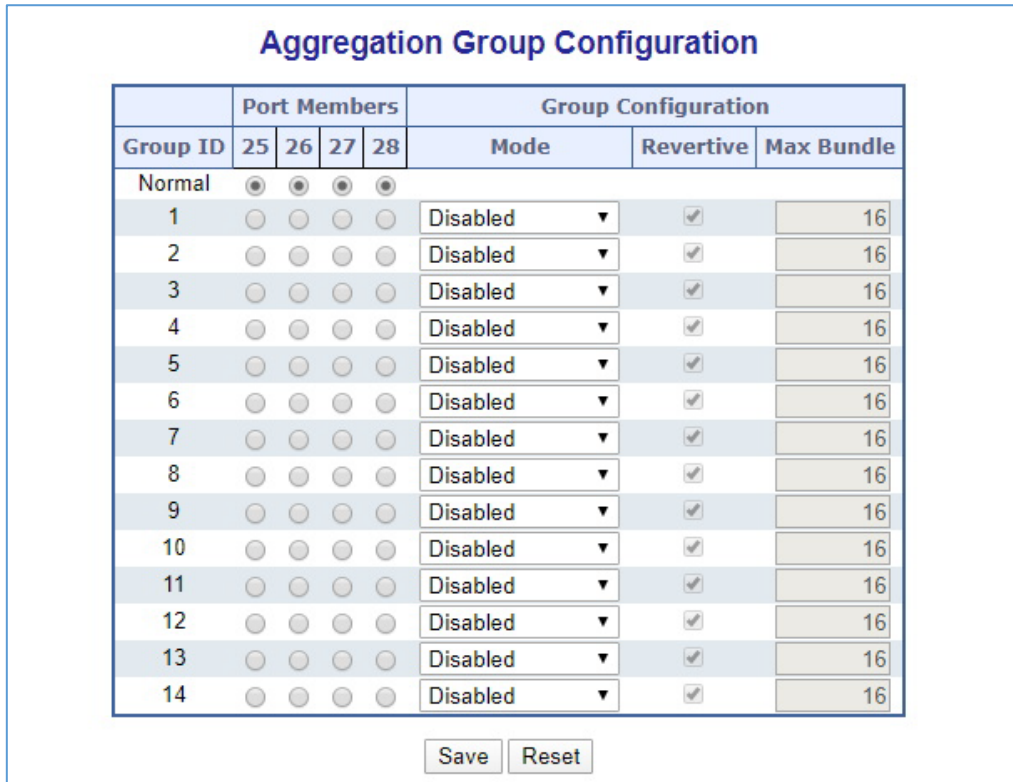 Aggregation Group Configuration
Port Members Group Configuration
Group ID 25 26 27 28 Mode Revertive Max Bundle
Normal
1 Disabled 16
2 Disabled 16
3 Disabled 16
4 Disabled 16
5 Disabled 16
6 Disabled 16
7 Disabled 16
8 Disabled 16
9 Disabled 16
10 Disabled 16
11 Disabled 16
12 Disabled 16
13 Disabled 16
14 Disabled 16
Save Reset